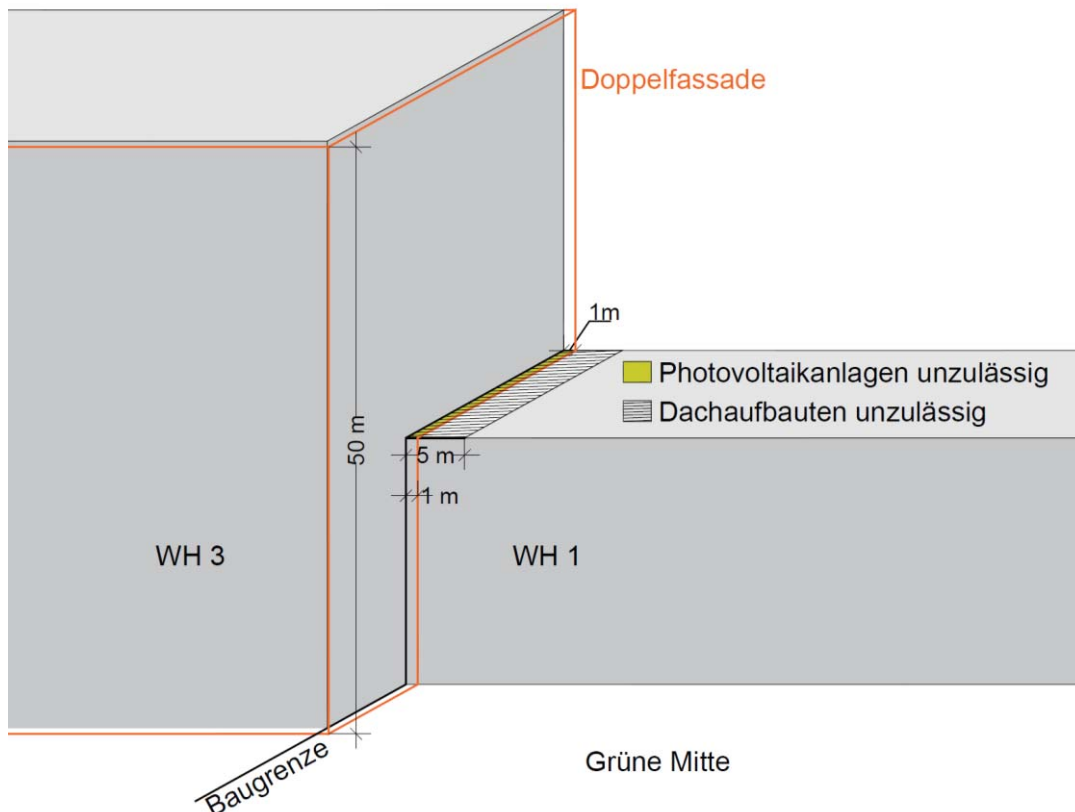 Doppelfassade
1m
Photovoltaikanlagen unzulässig
Dachaufbauten unzulässig
50 m
5 m
1 m
WH 3
WH 1
Baugrenze
Grüne Mitte